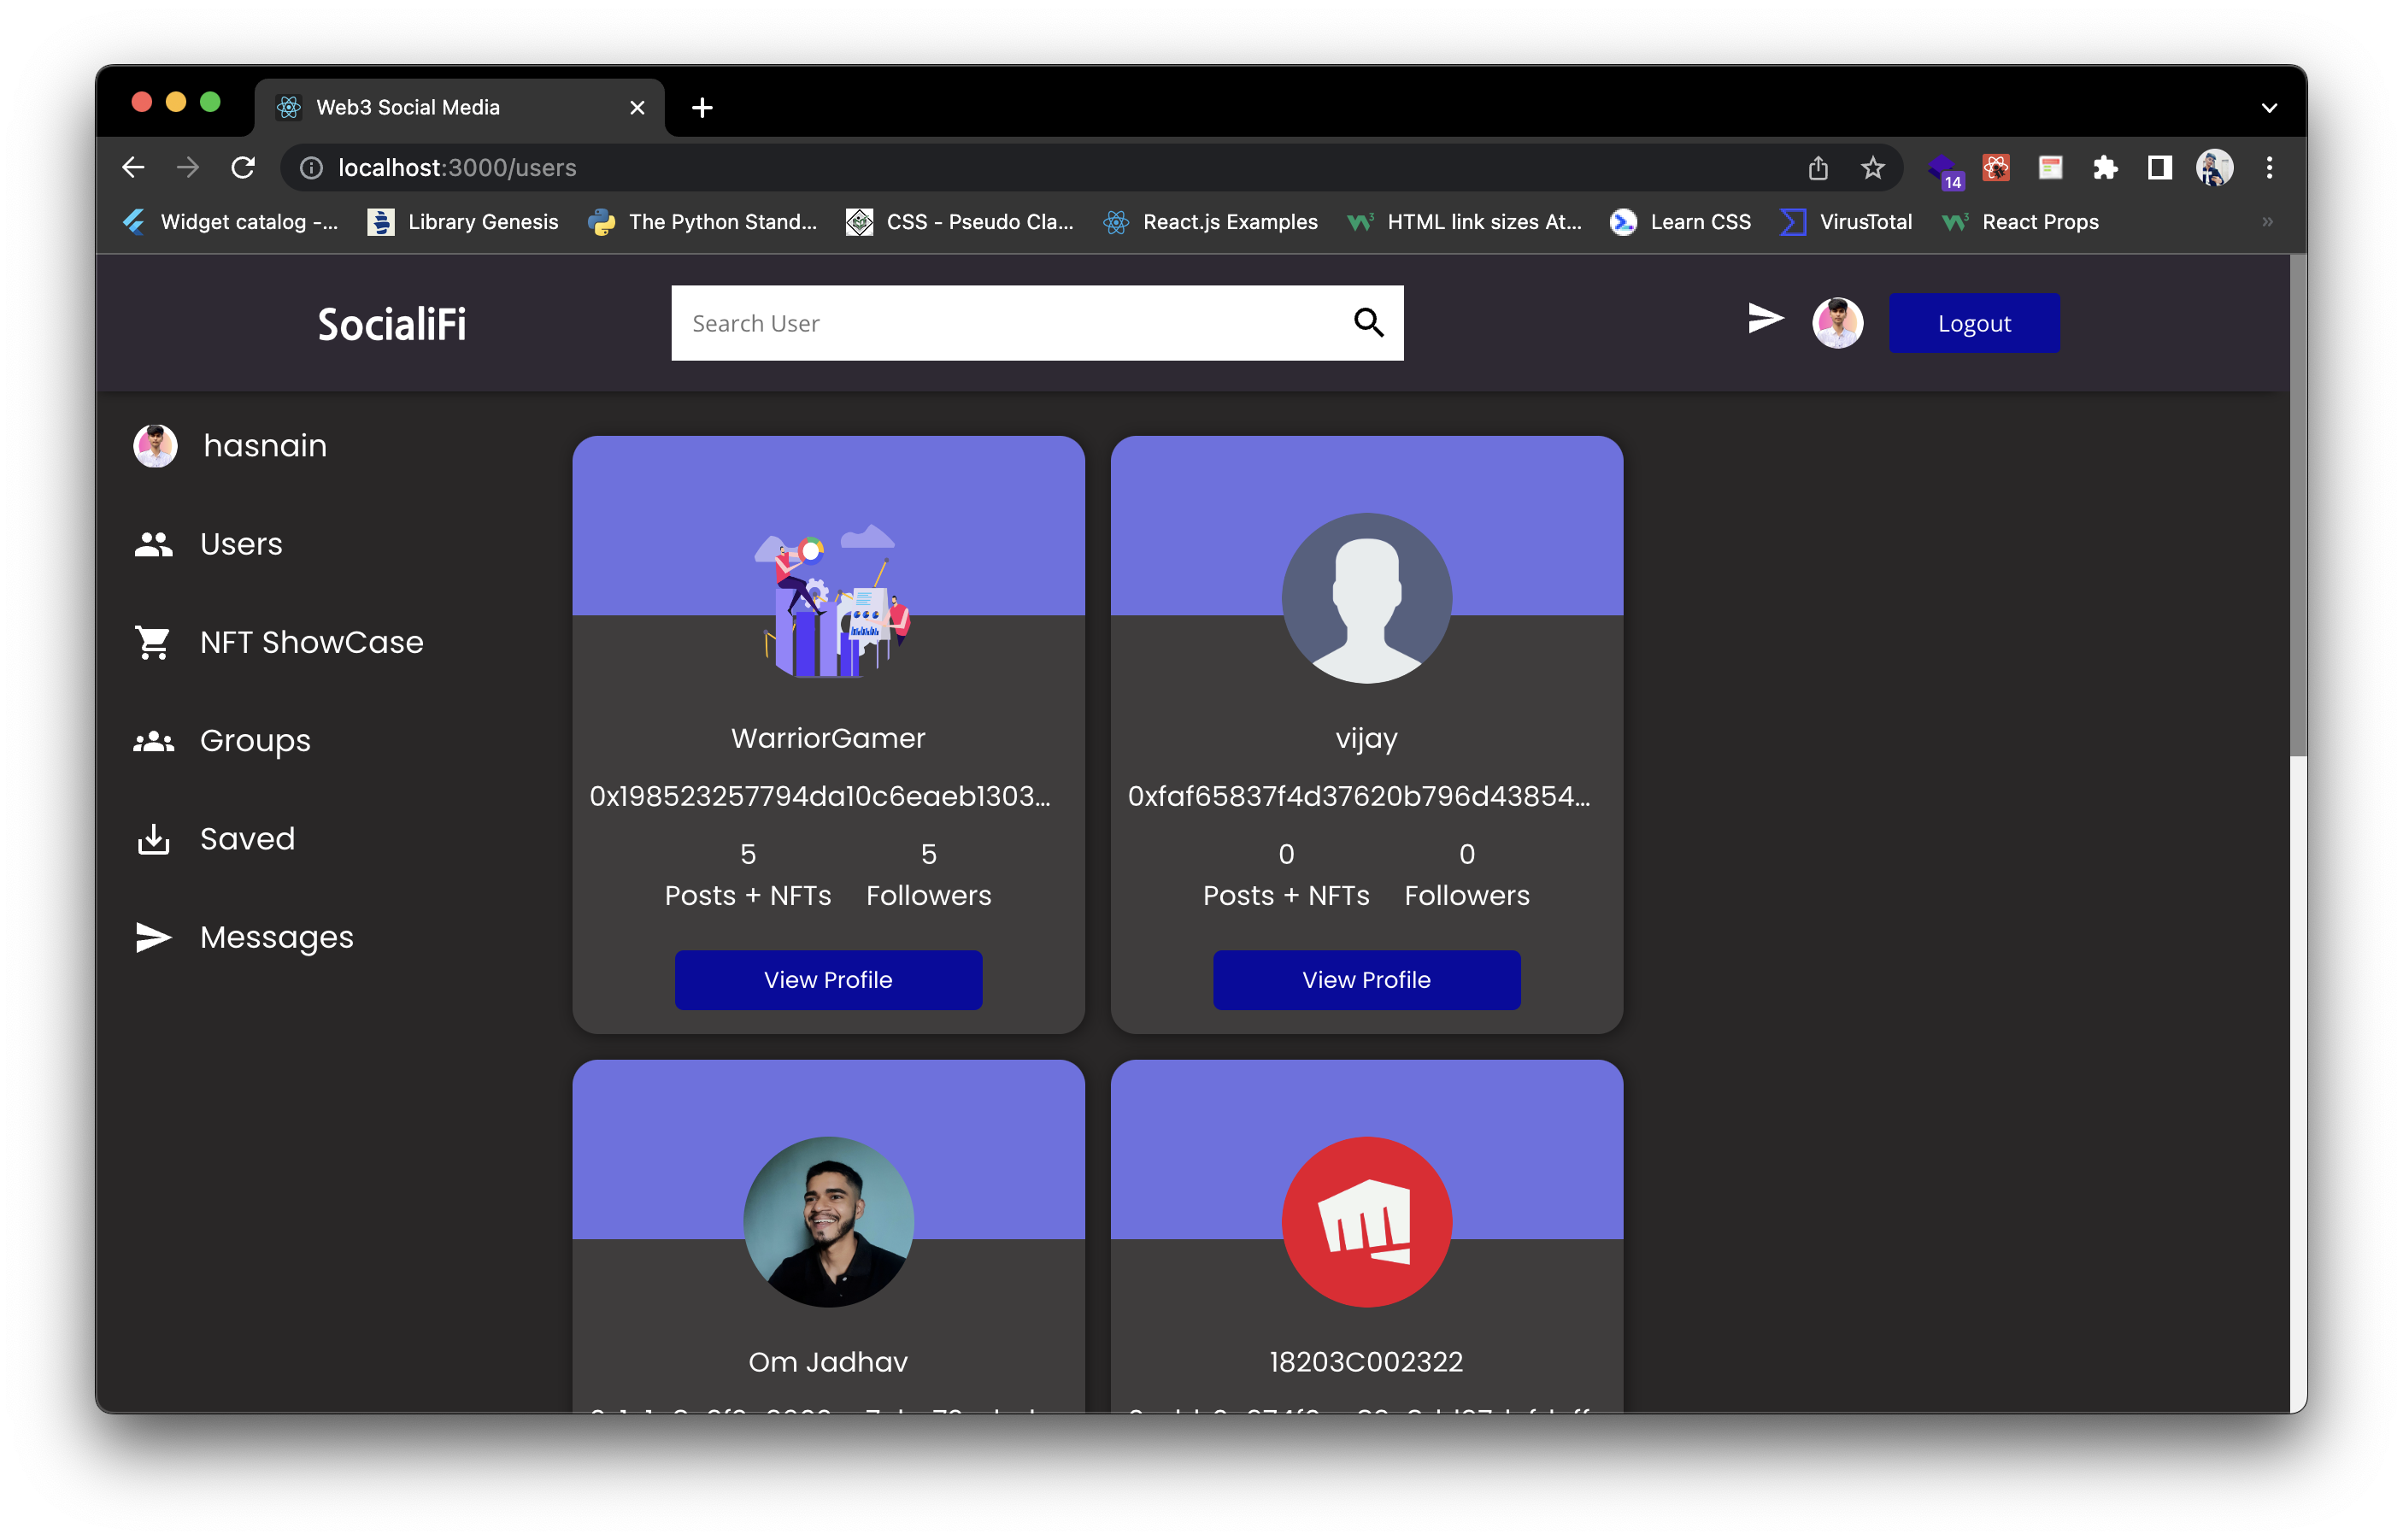 Web3 Social Media
localhost:3000/users
14
Widget catalog -... Library Genesis The Python Stand... CSS - Pseudo Cla... React.js Examples HTML link sizes At... Learn CSS VirusTotal React Props
SocialiFi
Search User
Logout
hasnain
Users
NFT ShowCase
Groups
Saved
Messages
WarriorGamer
0x198523257794da10c6eaeb1303...
5 5
Posts + NFTs Followers
View Profile
vijay
0xfaf65837f4d37620b796d43854...
0 0
Posts + NFTs Followers
View Profile
Om Jadhav
18203C002322